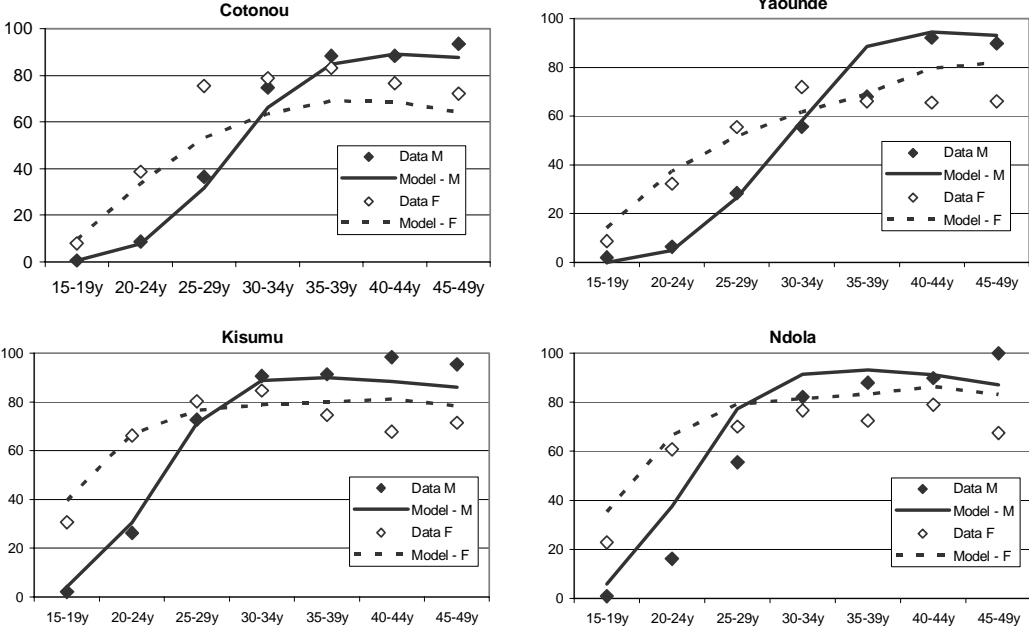 Cotonou
100
80
60
40
20
0
Data M
Model - M
Data F
Model - F
15-19y 20-24y 25-29y 30-34y 35-39y 40-44y 45-49y
Yaounde
100
80
60
40
20
0
Data M
Model - M
Data F
Model - F
15-19y 20-24y 25-29y 30-34y 35-39y 40-44y 45-49y
Kisumu
100
80
60
40
20
0
Data M
Model - M
Data F
Model - F
15-19y 20-24y 25-29y 30-34y 35-39y 40-44y 45-49y
Ndola
100
80
60
40
20
0
Data M
Model - M
Data F
Model - F
15-19y 20-24y 25-29y 30-34y 35-39y 40-44y 45-49y